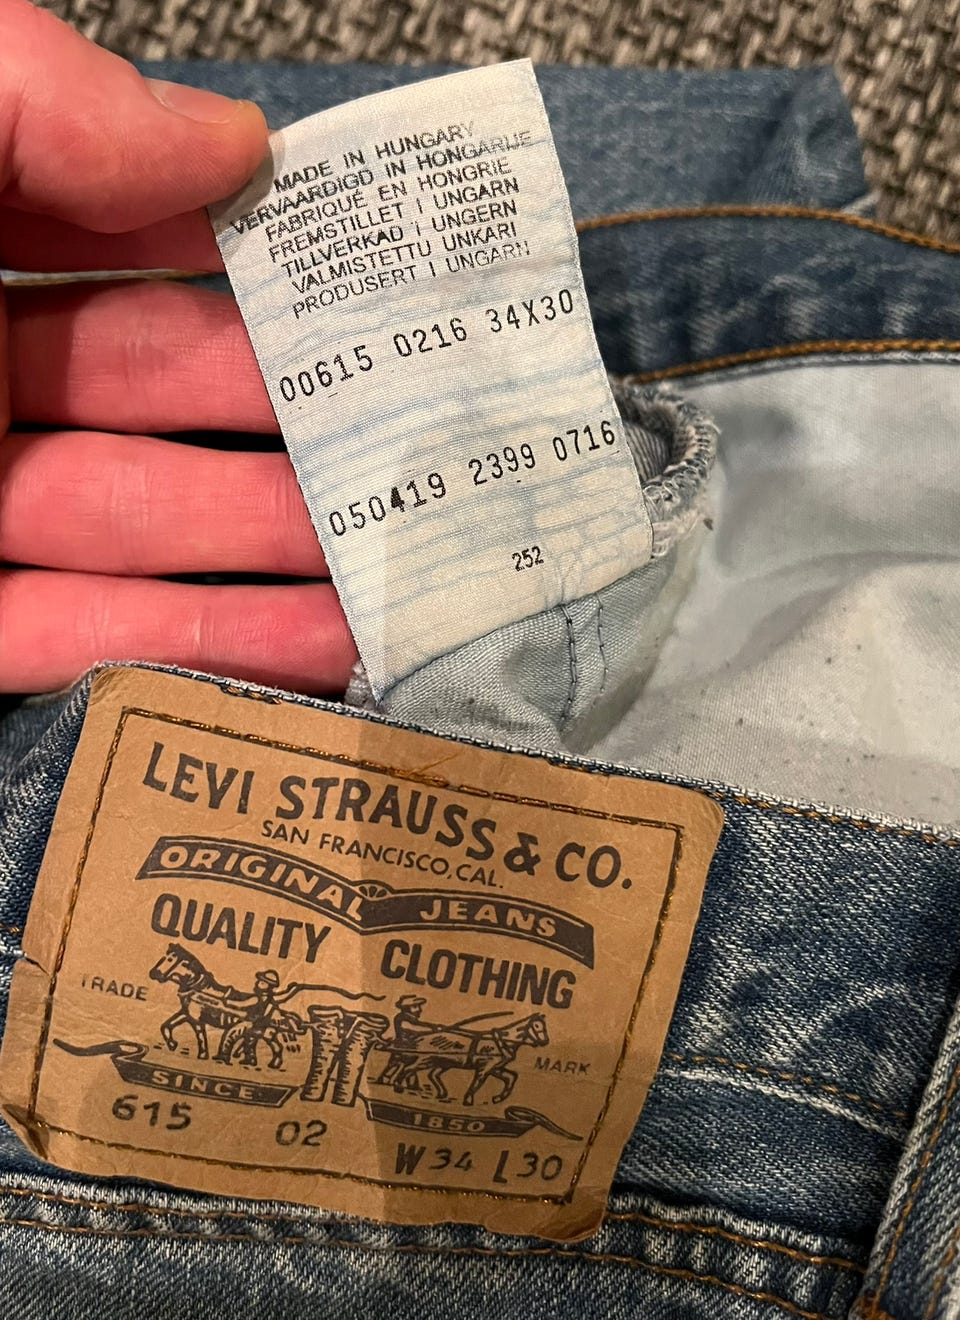 MADE IN HUNGARY
VERVAARDIGD IN HONGARIJE
FABRIQUÉ EN HONGRIE
FREMSTILLET I UNGARN
TILLVERKAD I UNGERN
VALMISTETTU UNKARI
PRODUSERT I UNGARN
00615 0216 34X30
050419 2399 0716
252
LEVI STRAUSS & CO.
SAN FRANCISCO, CAL.
ORIGINAL JEANS
QUALITY CLOTHING
TRADE MARK
SINCE 1850
615 02 W34 L30